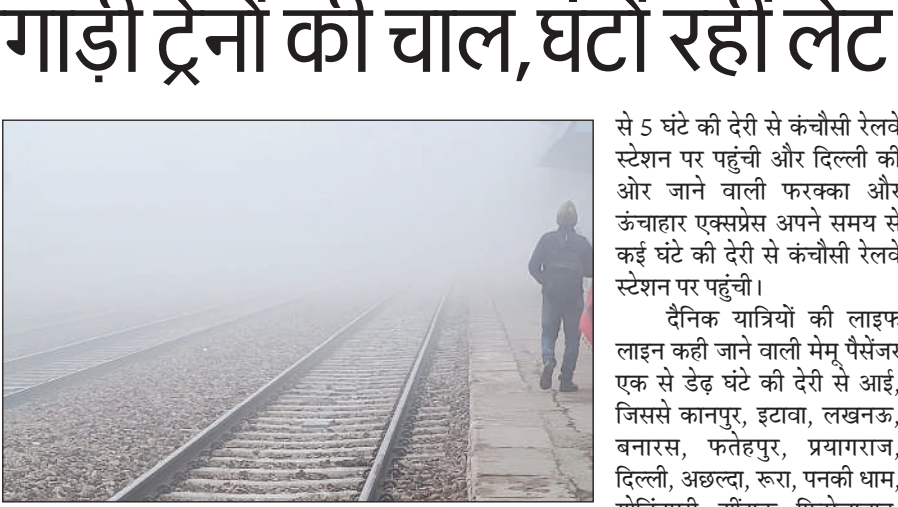 गाड़ी ट्रेनों की चाल,घंटों रहीं लेट
से 5 घंटे की देरी से कंचौसी रेलवे
स्टेशन पर पहुंची और दिल्ली की
ओर जाने वाली फरक्का और
ऊंचाहार एक्सप्रेस अपने समय से
कई घंटे की देरी से कंचौसी रेलवे
स्टेशन पर पहुंची।
दैनिक यात्रियों की लाइफ
लाइन कही जाने वाली मेमू पैसेंजर
एक से डेढ़ घंटे की देरी से आई,
जिससे कानपुर, इटावा, लखनऊ,
बनारस, फतेहपुर, प्रयागराज,
दिल्ली, अछल्दा, रूरा, पनकी धाम,